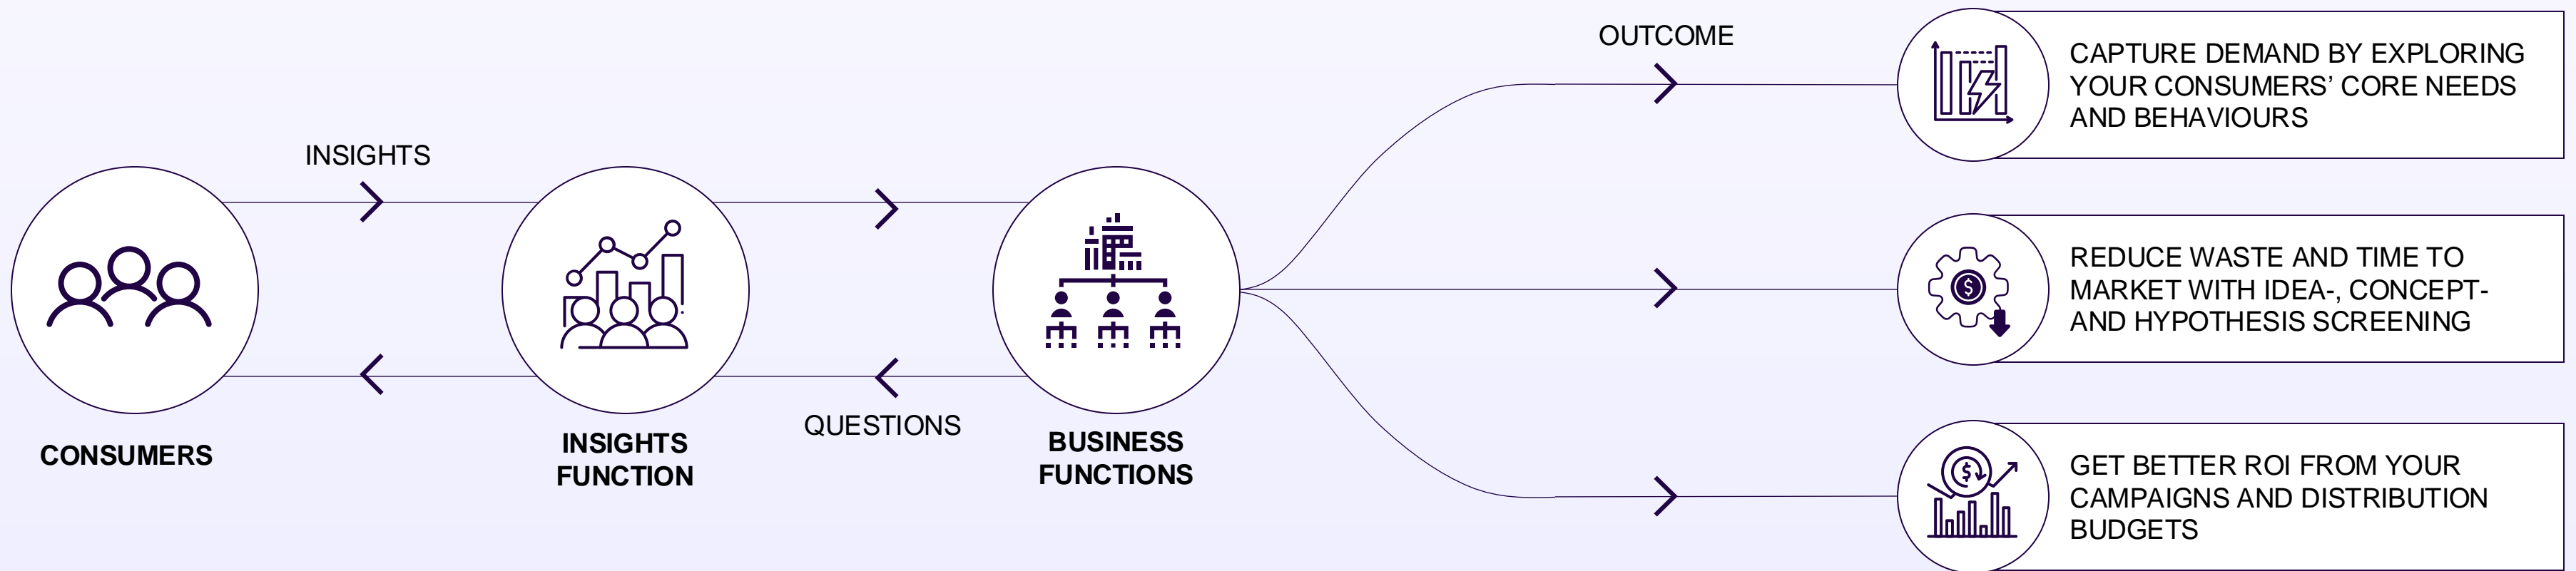 OUTCOME
CAPTURE DEMAND BY EXPLORING
YOUR CONSUMERS’ CORE NEEDS
AND BEHAVIOURS
INSIGHTS
REDUCE WASTE AND TIME TO
MARKET WITH IDEA-, CONCEPT-
AND HYPOTHESIS SCREENING
QUESTIONS
CONSUMERS
INSIGHTS
FUNCTION
BUSINESS
FUNCTIONS
GET BETTER ROI FROM YOUR
CAMPAIGNS AND DISTRIBUTION
BUDGETS